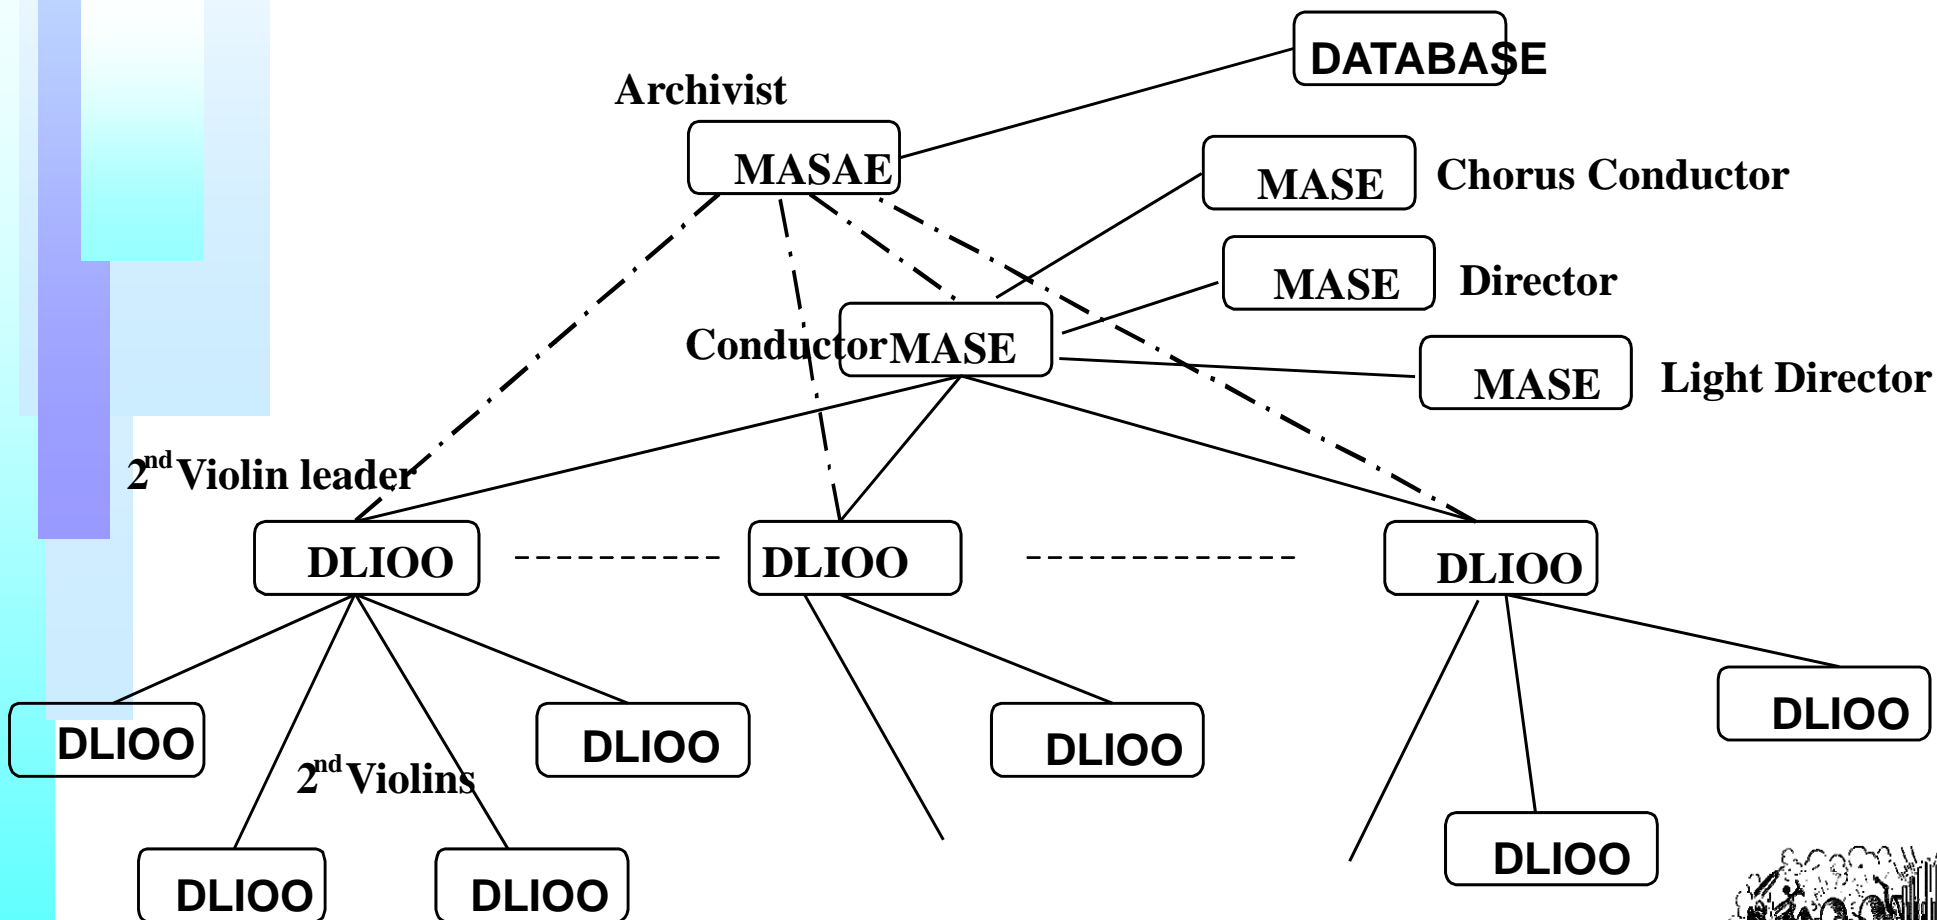 DATABASE
Archivist
MASAE
MASE Chorus Conductor
MASE Director
Conductor MASE
MASE Light Director
2nd Violin leader
DLIOO
DLIOO
DLIOO
DLIOO
DLIOO
DLIOO
DLIOO
2nd Violins
DLIOO
DLIOO
DLIOO